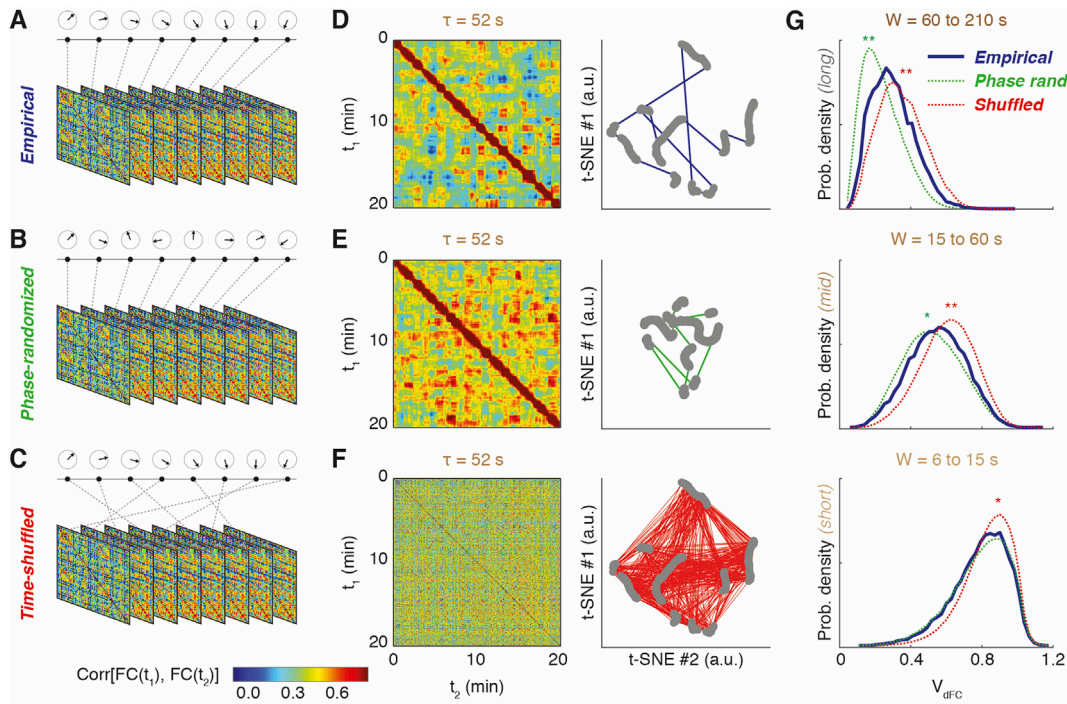 A
Empirical
B
Phase-randomized
C
Time-shuffled
Corr[FC(t1), FC(t2)]
0.0 0.3 0.6
D
τ = 52 s
0
10
20
t1 (min)
t-SNE #1 (a.u.)
E
τ = 52 s
0
10
20
t1 (min)
t-SNE #1 (a.u.)
F
τ = 52 s
0
10
20
t1 (min)
0 10 20
t2 (min)
t-SNE #1 (a.u.)
t-SNE #2 (a.u.)
G
W = 60 to 210 s
**
**
Empirical
Phase rand
Shuffled
Prob. density (long)
W = 15 to 60 s
*
**
Prob. density (mid)
W = 6 to 15 s
*
Prob. density (short)
0 0.4 0.8 1.2
VdFC